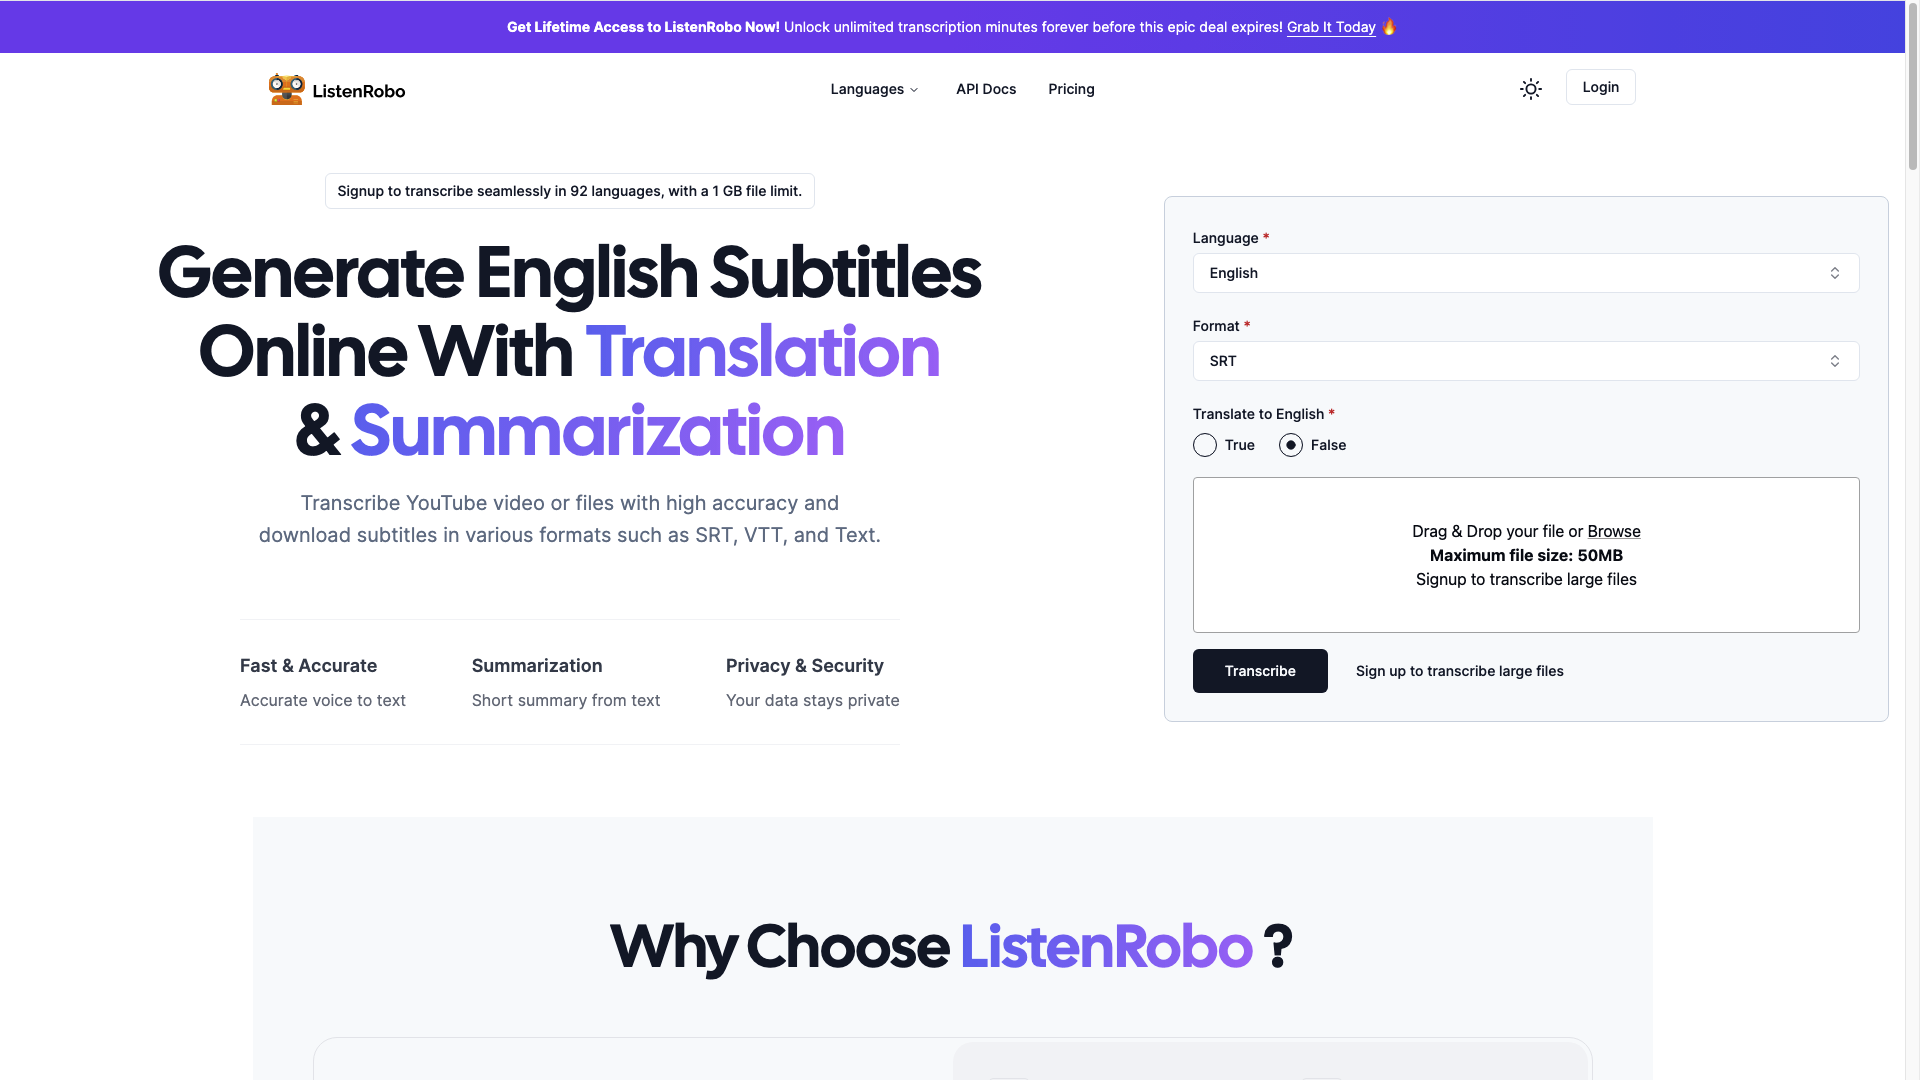 Get Lifetime Access to ListenRobo Now! Unlock unlimited transcription minutes forever before this epic deal expires! Grab It Today 🔥
ListenRobo
Languages
API Docs
Pricing
Login
Signup to transcribe seamlessly in 92 languages, with a 1 GB file limit.
Generate English Subtitles
Online With Translation
& Summarization
Transcribe YouTube video or files with high accuracy and
download subtitles in various formats such as SRT, VTT, and Text.
Fast & Accurate
Accurate voice to text
Summarization
Short summary from text
Privacy & Security
Your data stays private
Language *
English
Format *
SRT
Translate to English *
True
False
Drag & Drop your file or Browse
Maximum file size: 50MB
Signup to transcribe large files
Transcribe
Sign up to transcribe large files
Why Choose ListenRobo ?